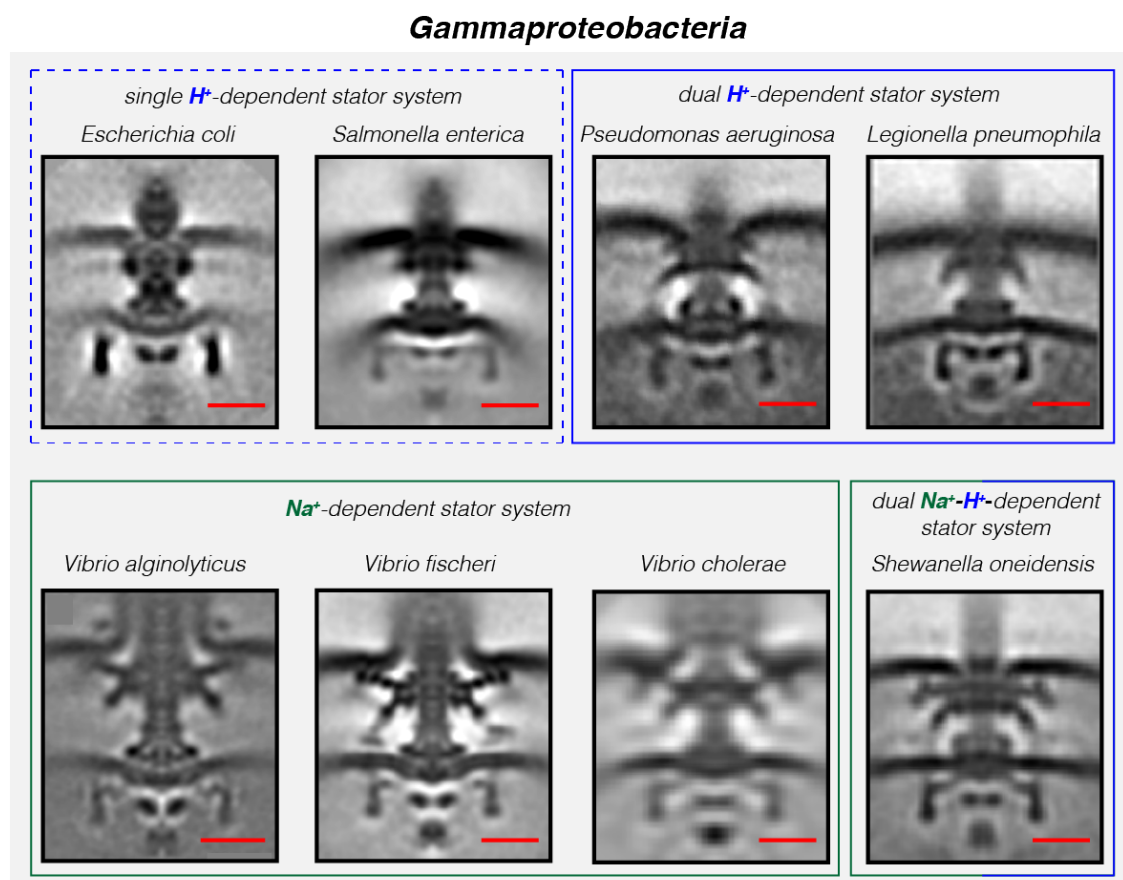 Gammaproteobacteria
single H⁺-dependent stator system
dual H⁺-dependent stator system
Escherichia coli
Salmonella enterica
Pseudomonas aeruginosa
Legionella pneumophila
Na⁺-dependent stator system
dual Na⁺-H⁺-dependent
stator system
Vibrio alginolyticus
Vibrio fischeri
Vibrio cholerae
Shewanella oneidensis